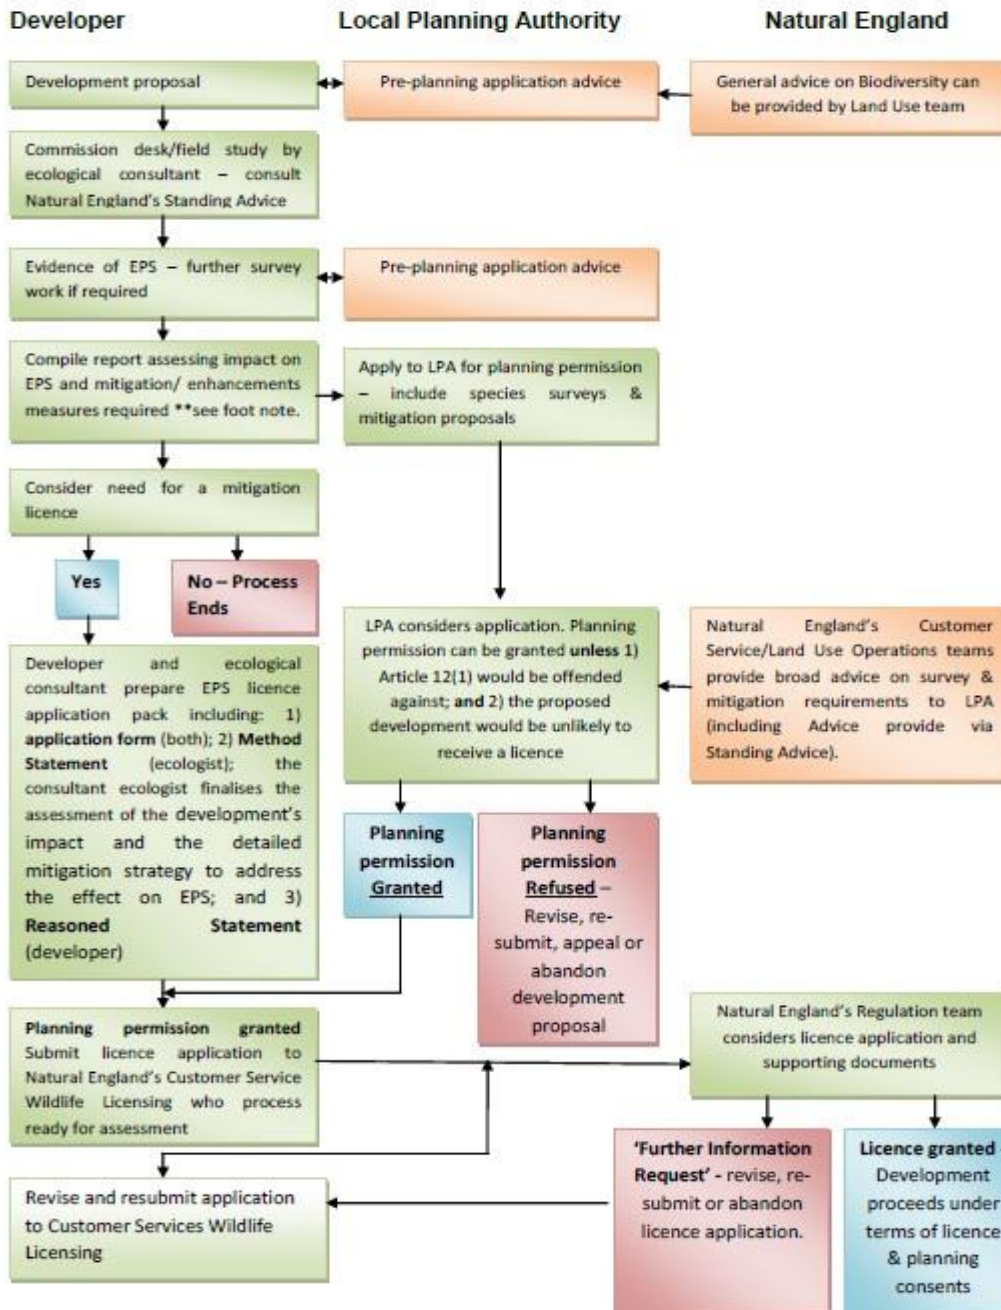 Developer
Local Planning Authority
Natural England
Development proposal
Pre-planning application advice
General advice on Biodiversity can
be provided by Land Use team
Commission desk/field study by
ecological consultant – consult
Natural England's Standing Advice
Evidence of EPS – further survey
work if required
Pre-planning application advice
Compile report assessing impact on
EPS and mitigation/ enhancements
measures required **see foot note.
Apply to LPA for planning permission
– include species surveys &
mitigation proposals
Consider need for a mitigation
licence
Yes
No – Process
Ends
LPA considers application. Planning
permission can be granted unless 1)
Article 12(1) would be offended
against; and 2) the proposed
development would be unlikely to
receive a licence
Natural England's Customer
Service/Land Use Operations teams
provide broad advice on survey &
mitigation requirements to LPA
(including Advice provide via
Standing Advice).
Developer and ecological
consultant prepare EPS licence
application pack including: 1)
application form (both); 2) Method
Statement (ecologist); the
consultant ecologist finalises the
assessment of the development's
impact and the detailed
mitigation strategy to address
the effect on EPS; and 3)
Reasoned Statement
(developer)
Planning
permission
Granted
Planning
permission
Refused –
Revise, re-
submit, appeal or
abandon
development
proposal
Planning permission granted
Submit licence application to
Natural England's Customer Service
Wildlife Licensing who process
ready for assessment
Natural England's Regulation team
considers licence application and
supporting documents
Revise and resubmit application
to Customer Services Wildlife
Licensing
'Further Information
Request' - revise, re-
submit or abandon
licence application.
Licence granted -
Development
proceeds under
terms of licence
& planning
consents